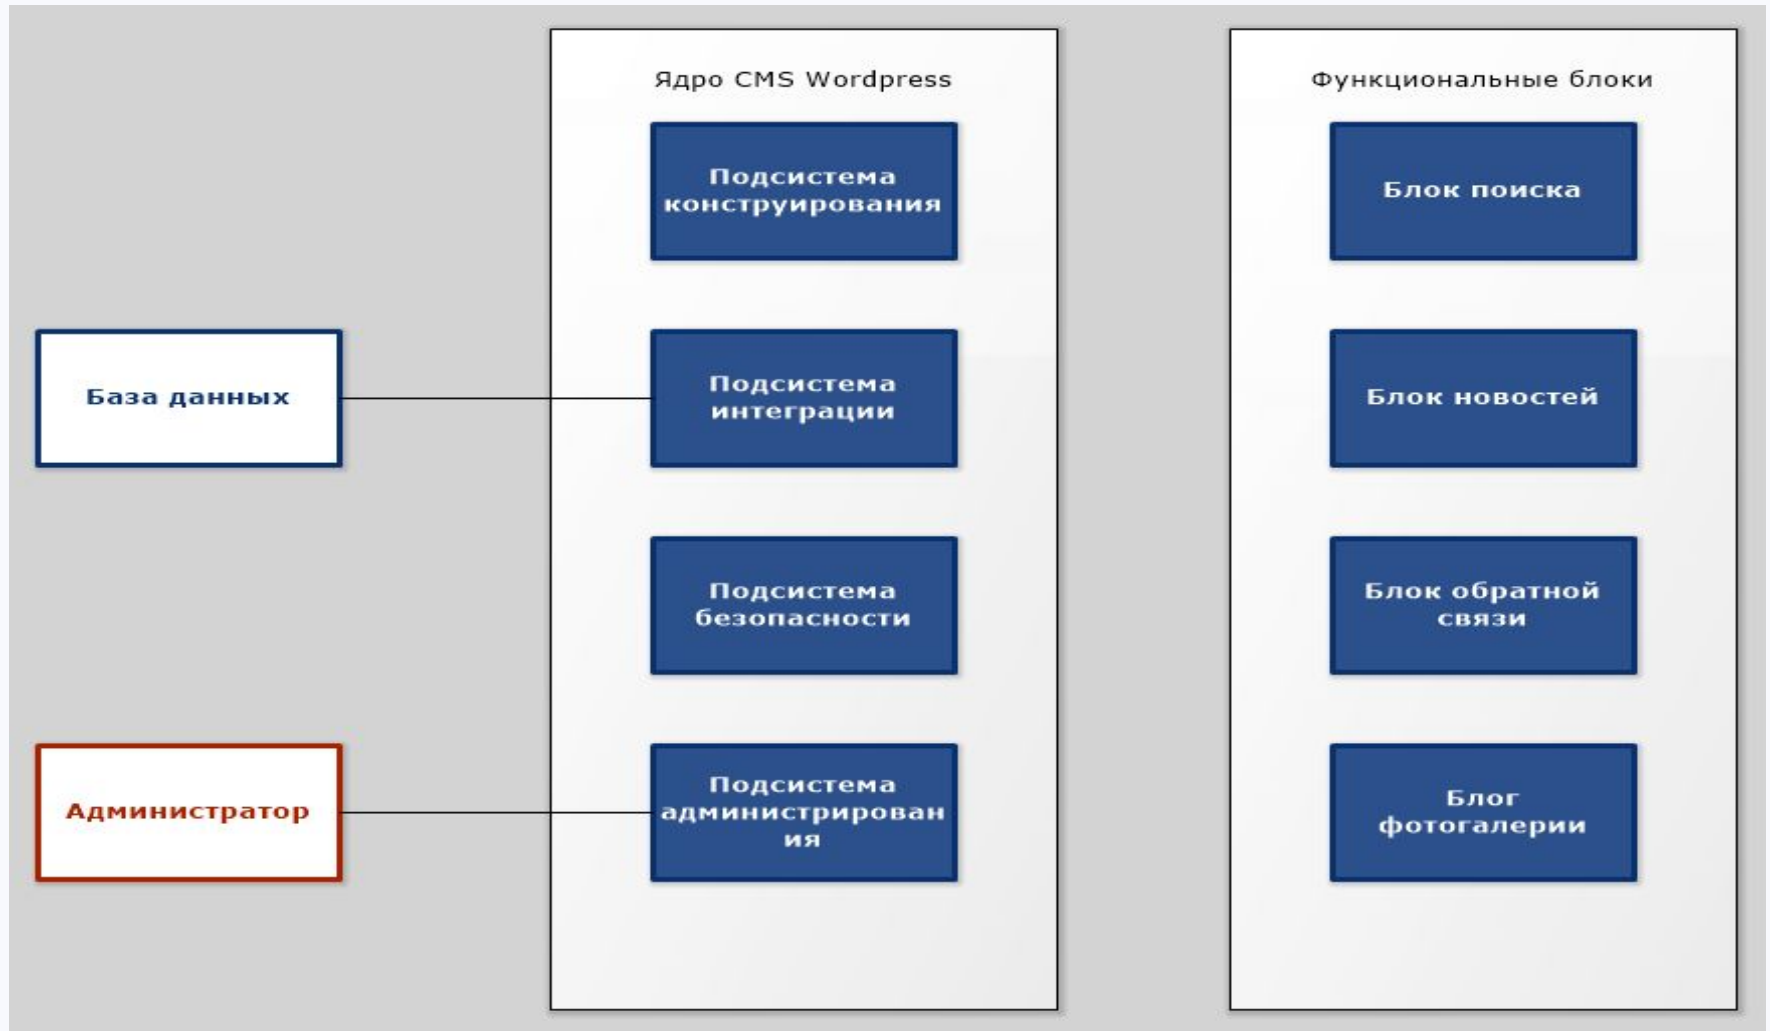 Ядро CMS Wordpress
Подсистема
конструирования
База данных
Подсистема
интеграции
Подсистема
безопасности
Администратор
Подсистема
администрирован
ия
Функциональные блоки
Блок поиска
Блок новостей
Блок обратной
связи
Блог
фотогалерии